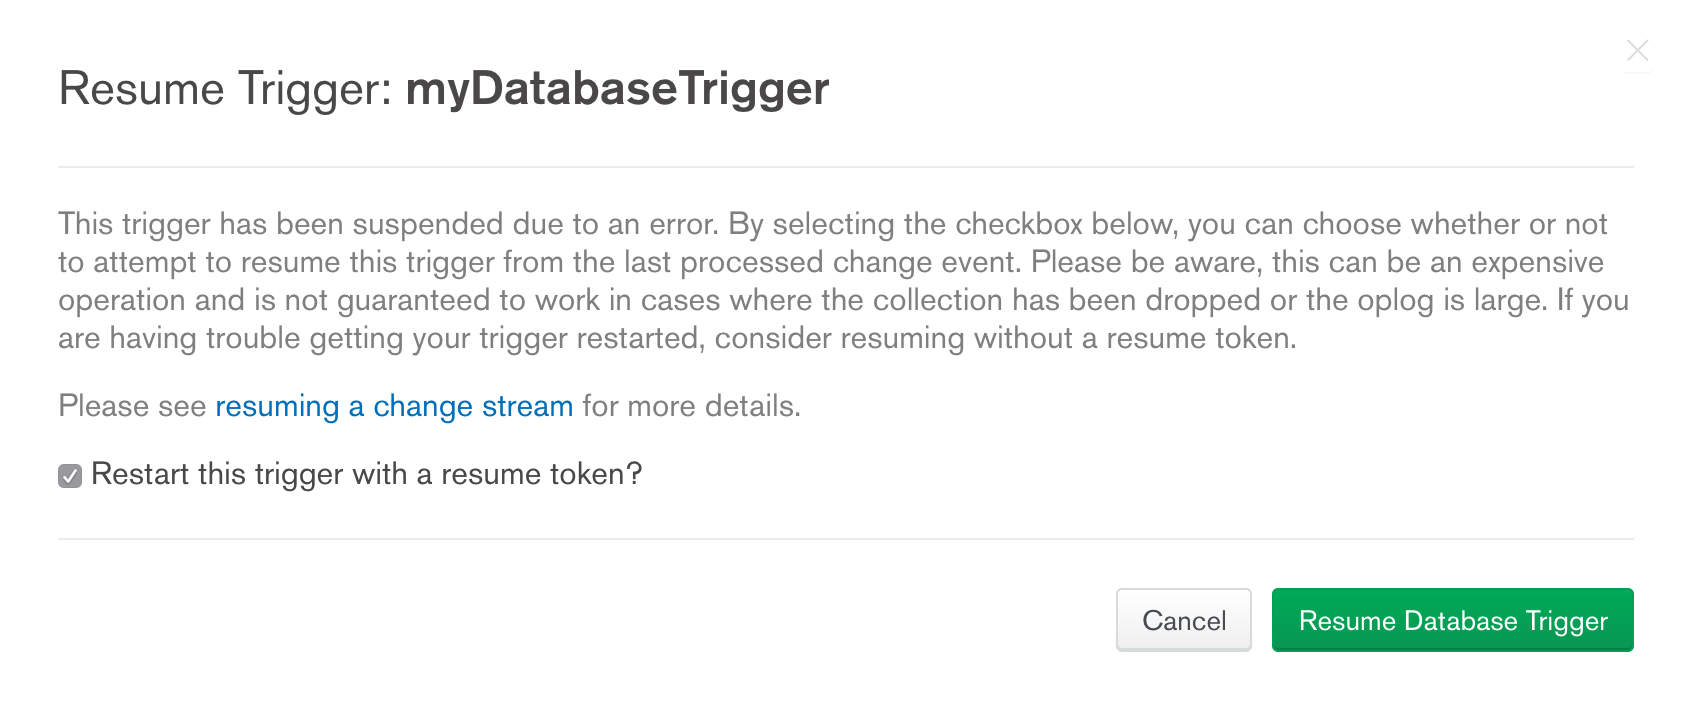 Resume Trigger: myDatabaseTrigger
This trigger has been suspended due to an error. By selecting the checkbox below, you can choose whether or not
to attempt to resume this trigger from the last processed change event. Please be aware, this can be an expensive
operation and is not guaranteed to work in cases where the collection has been dropped or the oplog is large. If you
are having trouble getting your trigger restarted, consider resuming without a resume token.
Please see resuming a change stream for more details.
Restart this trigger with a resume token?
Cancel
Resume Database Trigger